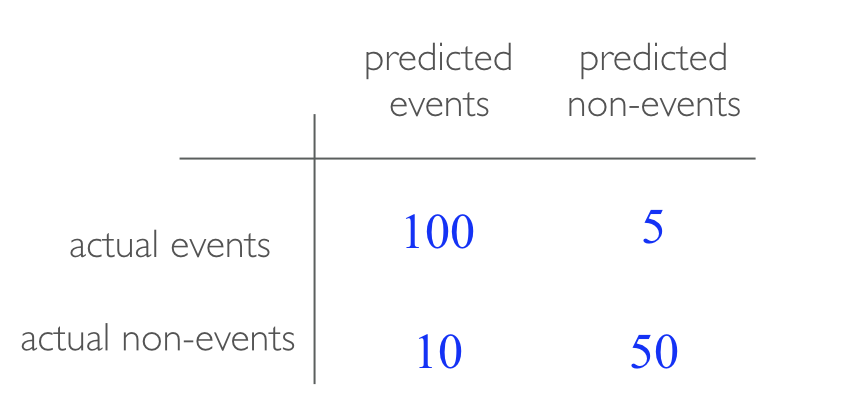 predicted events predicted non-events
actual events 100 5
actual non-events 10 50